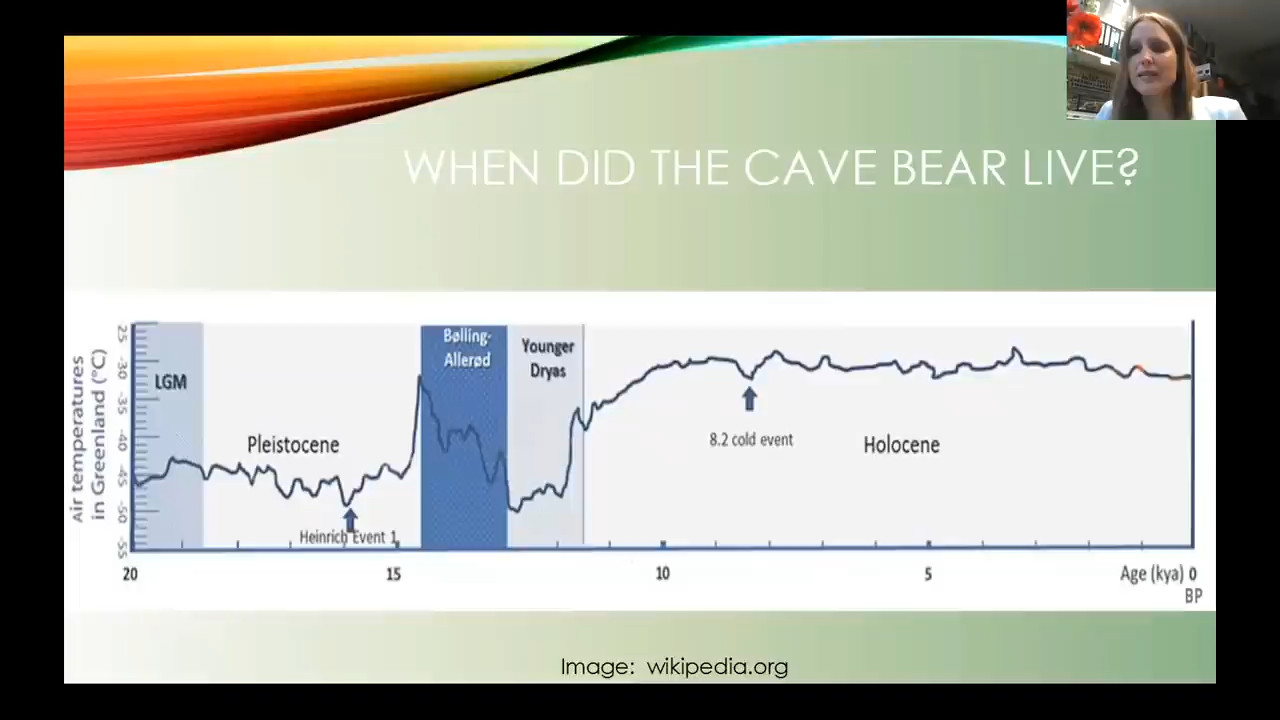 WHEN DID THE CAVE BEAR LIVE?
Air temperatures
in Greenland (°C)
25
-30
-35
-40
-45
-50
-55
LGM
Pleistocene
Heinrich Event 1
Bølling-
Allerød
Younger
Dryas
8.2 cold event
Holocene
20
15
10
5
Age (kya) 0
BP
Image: wikipedia.org